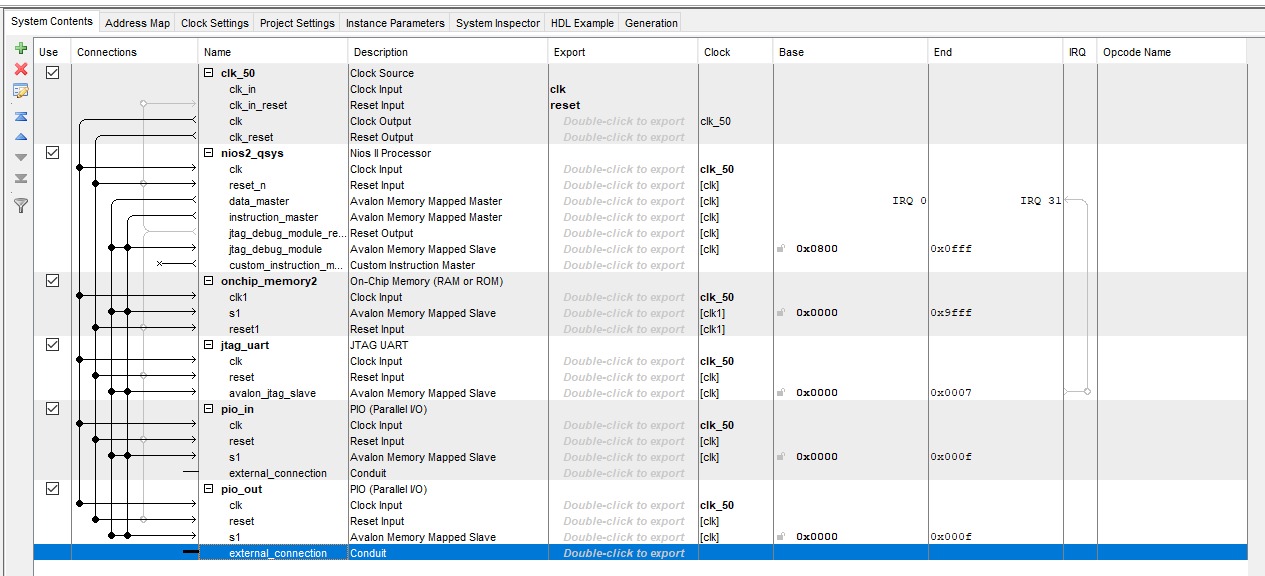 System Contents Address Map Clock Settings Project Settings Instance Parameters System Inspector HDL Example Generation
Use Connections Name Description Export Clock Base End IRQ Opcode Name
clk_50 Clock Source
clk_in Clock Input clk
clk_in_reset Reset Input reset
clk Clock Output Double-click to export clk_50
clk_reset Reset Output Double-click to export
nios2_qsys Nios II Processor
clk Clock Input Double-click to export clk_50
reset_n Reset Input Double-click to export [clk]
data_master Avalon Memory Mapped Master Double-click to export [clk] IRQ 0 IRQ 31
instruction_master Avalon Memory Mapped Master Double-click to export [clk]
jtag_debug_module_re... Reset Output Double-click to export [clk]
jtag_debug_module Avalon Memory Mapped Slave Double-click to export [clk] 0x0800 0x0fff
custom_instruction_m... Custom Instruction Master Double-click to export
onchip_memory2 On-Chip Memory (RAM or ROM)
clk1 Clock Input Double-click to export clk_50
s1 Avalon Memory Mapped Slave Double-click to export [clk1] 0x0000 0x9fff
reset1 Reset Input Double-click to export [clk1]
jtag_uart JTAG UART
clk Clock Input Double-click to export clk_50
reset Reset Input Double-click to export [clk]
avalon_jtag_slave Avalon Memory Mapped Slave Double-click to export [clk] 0x0000 0x0007
pio_in PIO (Parallel I/O)
clk Clock Input Double-click to export clk_50
reset Reset Input Double-click to export [clk]
s1 Avalon Memory Mapped Slave Double-click to export [clk] 0x0000 0x000f
external_connection Conduit Double-click to export
pio_out PIO (Parallel I/O)
clk Clock Input Double-click to export clk_50
reset Reset Input Double-click to export [clk]
s1 Avalon Memory Mapped Slave Double-click to export [clk] 0x0000 0x000f
external_connection Conduit Double-click to export